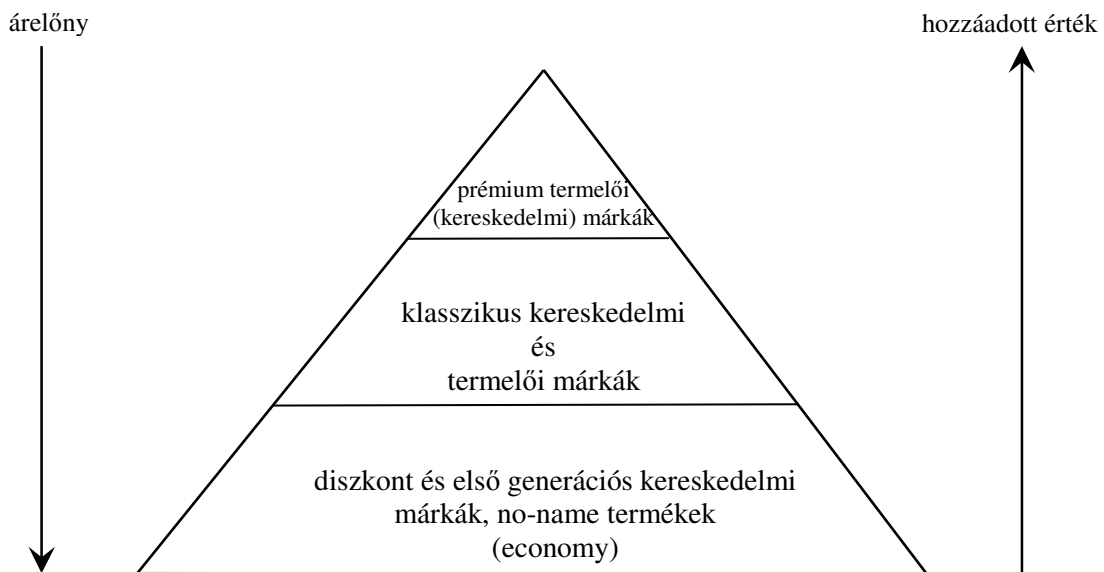 árelőny
hozzáadott érték
prémium termelői
(kereskedelmi) márkák
klasszikus kereskedelmi
és
termelői márkák
diszkont és első generációs kereskedelmi
márkák, no-name termékek
(economy)